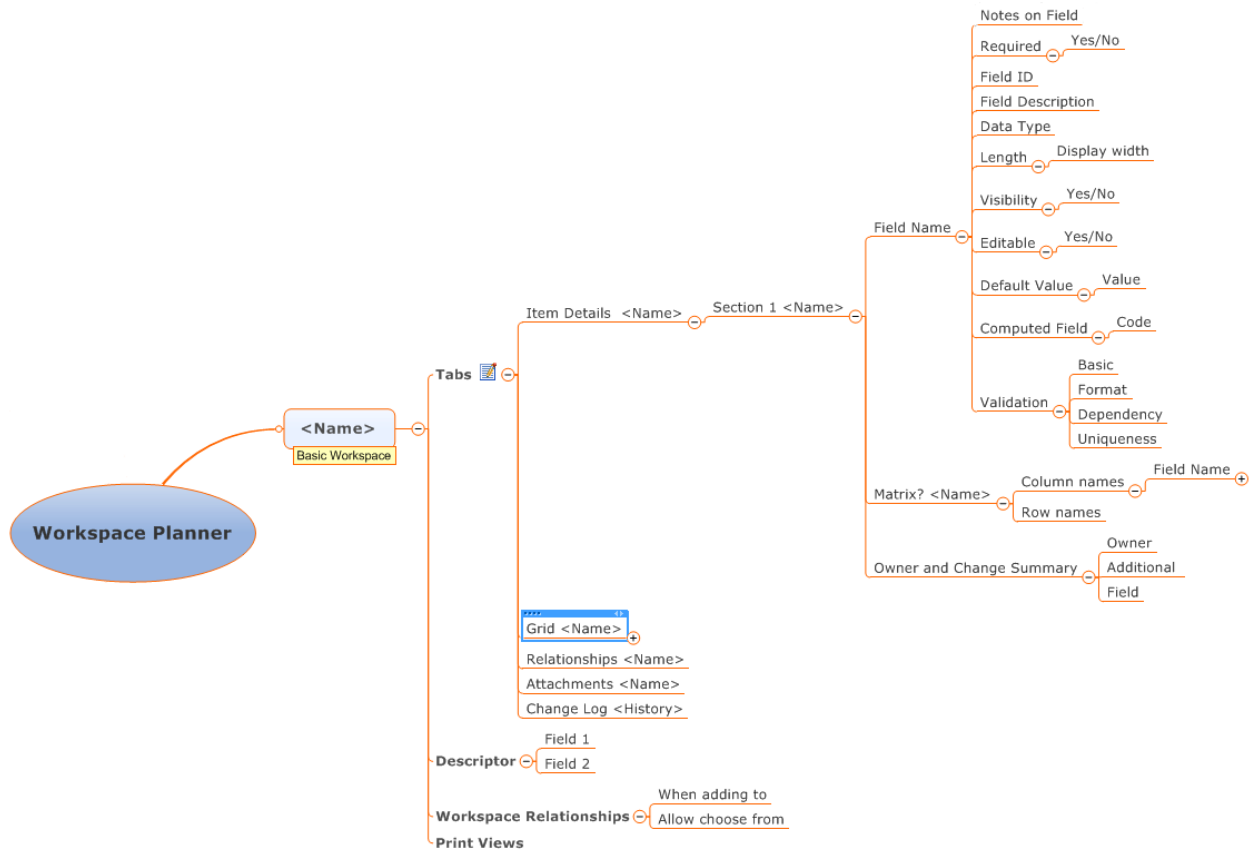 Workspace Planner
<Name>
Basic Workspace
Tabs
Item Details <Name>
Section 1 <Name>
Field Name
Notes on Field
Required
Yes/No
Field ID
Field Description
Data Type
Length
Display width
Visibility
Yes/No
Editable
Yes/No
Default Value
Value
Computed Field
Code
Validation
Basic
Format
Dependency
Uniqueness
Matrix? <Name>
Column names
Field Name
Row names
Owner and Change Summary
Owner
Additional
Field
Grid <Name>
Relationships <Name>
Attachments <Name>
Change Log <History>
Descriptor
Field 1
Field 2
Workspace Relationships
When adding to
Allow choose from
Print Views